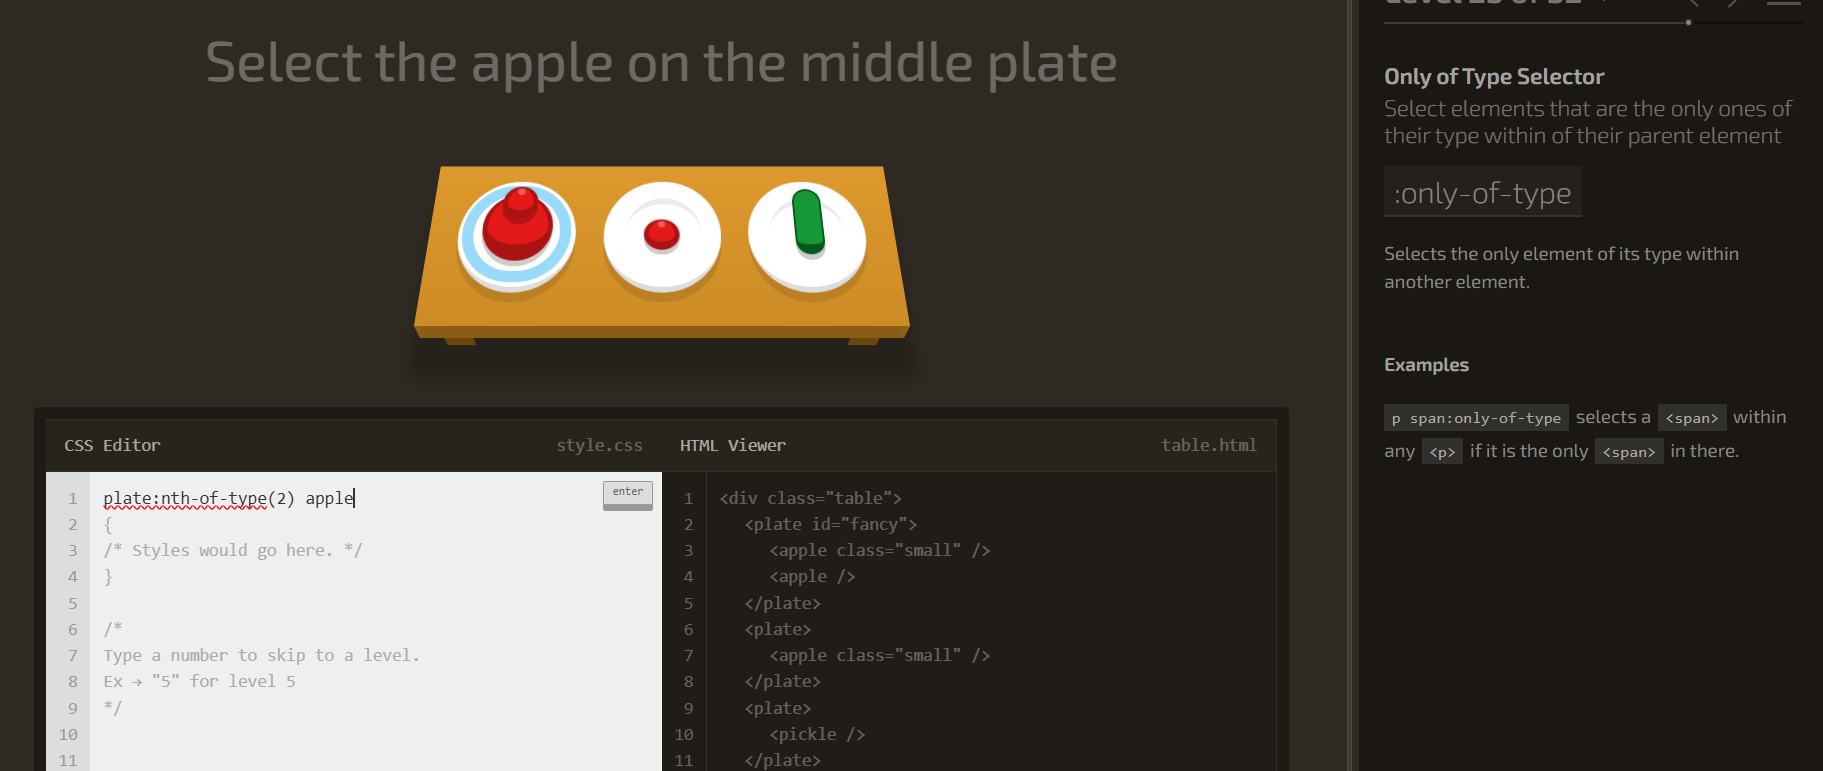 Select the apple on the middle plate
CSS Editor
style.css
1 plate:nth-of-type(2) apple
enter
2 {
3 /* Styles would go here. */
4 }
5
6 /*
7 Type a number to skip to a level.
8 Ex → "5" for level 5
9 */
10
11
HTML Viewer
table.html
1 <div class="table">
2 <plate id="fancy">
3 <apple class="small" />
4 <apple />
5 </plate>
6 <plate>
7 <apple class="small" />
8 </plate>
9 <plate>
10 <pickle />
11 </plate>
Only of Type Selector
Select elements that are the only ones of
their type within of their parent element
:only-of-type
Selects the only element of its type within
another element.
Examples
p span:only-of-type selects a <span> within
any <p> if it is the only <span> in there.